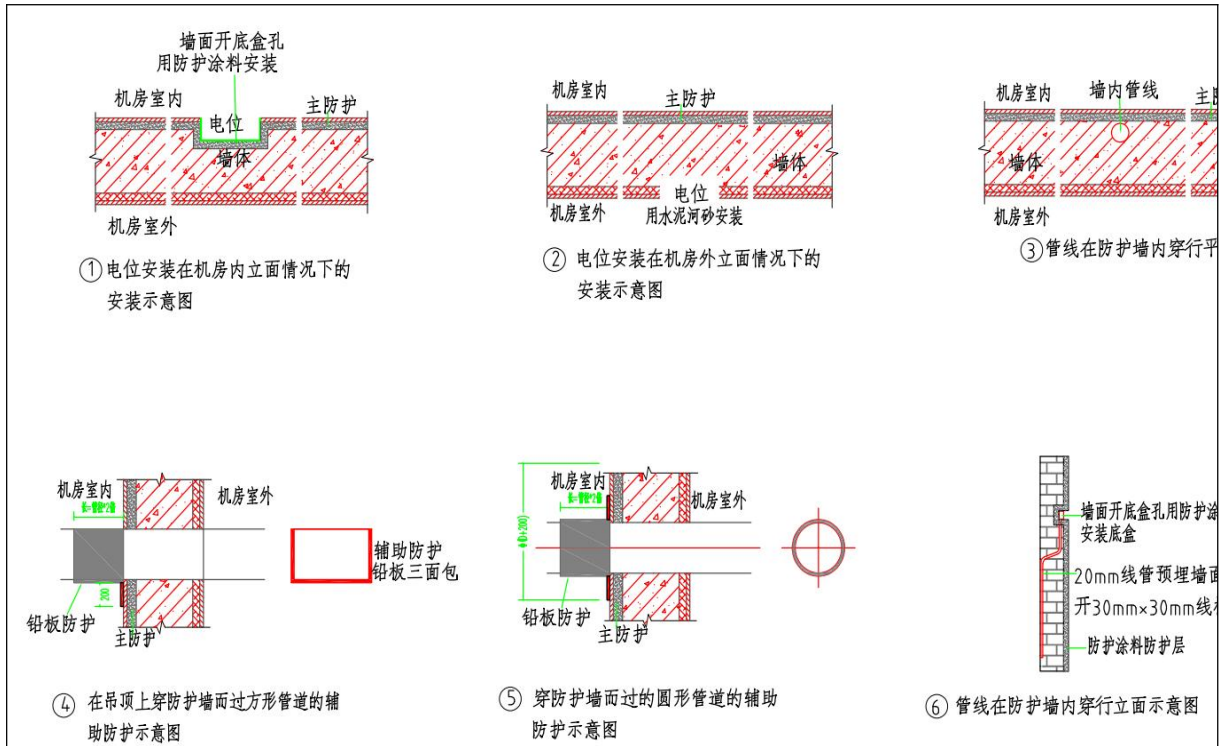 墙面开底盒孔
用防护涂料安装
机房室内
主防护
电位
墙体
机房室外
①电位安装在机房内立面情况下的
安装示意图
机房室内
主防护
墙体
电位
用水泥河砂安装
机房室外
②电位安装在机房外立面情况下的
安装示意图
机房室内
墙内管线
主
墙体
机房室外
③管线在防护墙内穿行平
机房室内
机房室外
200
铅板防护
主防护
辅助防护
铅板三面包
④在吊顶上穿防护墙而过方形管道的辅
助防护示意图
机房室内
机房室外
铅板防护
主防护
⑤穿防护墙而过的圆形管道的辅助
防护示意图
墙面开底盒孔用防护涂
安装底盒
20mm线管预埋墙面
开30mm×30mm线
防护涂料防护层
⑥管线在防护墙内穿行立面示意图